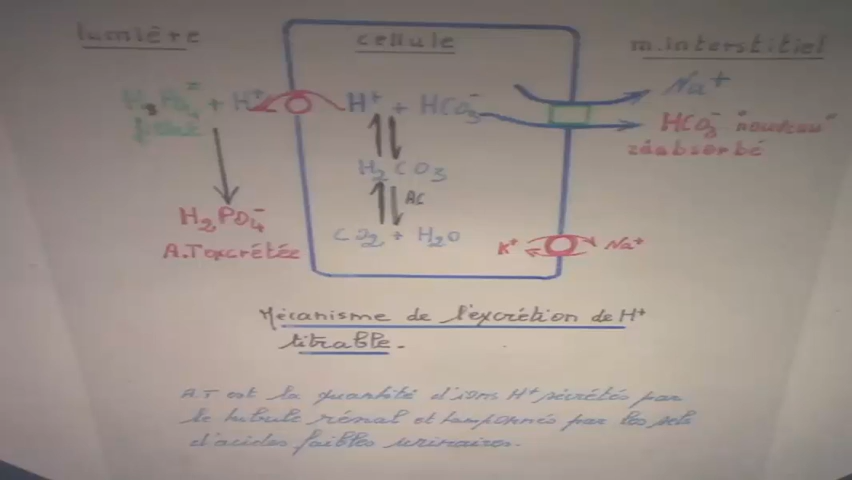 lumière
cellule
m.interstitiel
+ H+
H+ + HCO3-
Na+
HCO3- "nouveau"
réabsorbé
filtré
H2CO3
AC
H2PO4-
A.T excrétée
CO2 + H2O
K+
Na+
Mécanisme de l'excrétion de H+
titrable.
A.T est la quantité d'ions H+ sécrétés par
le tubule rénal et tamponnés par les sels
d'acides faibles urinaires.